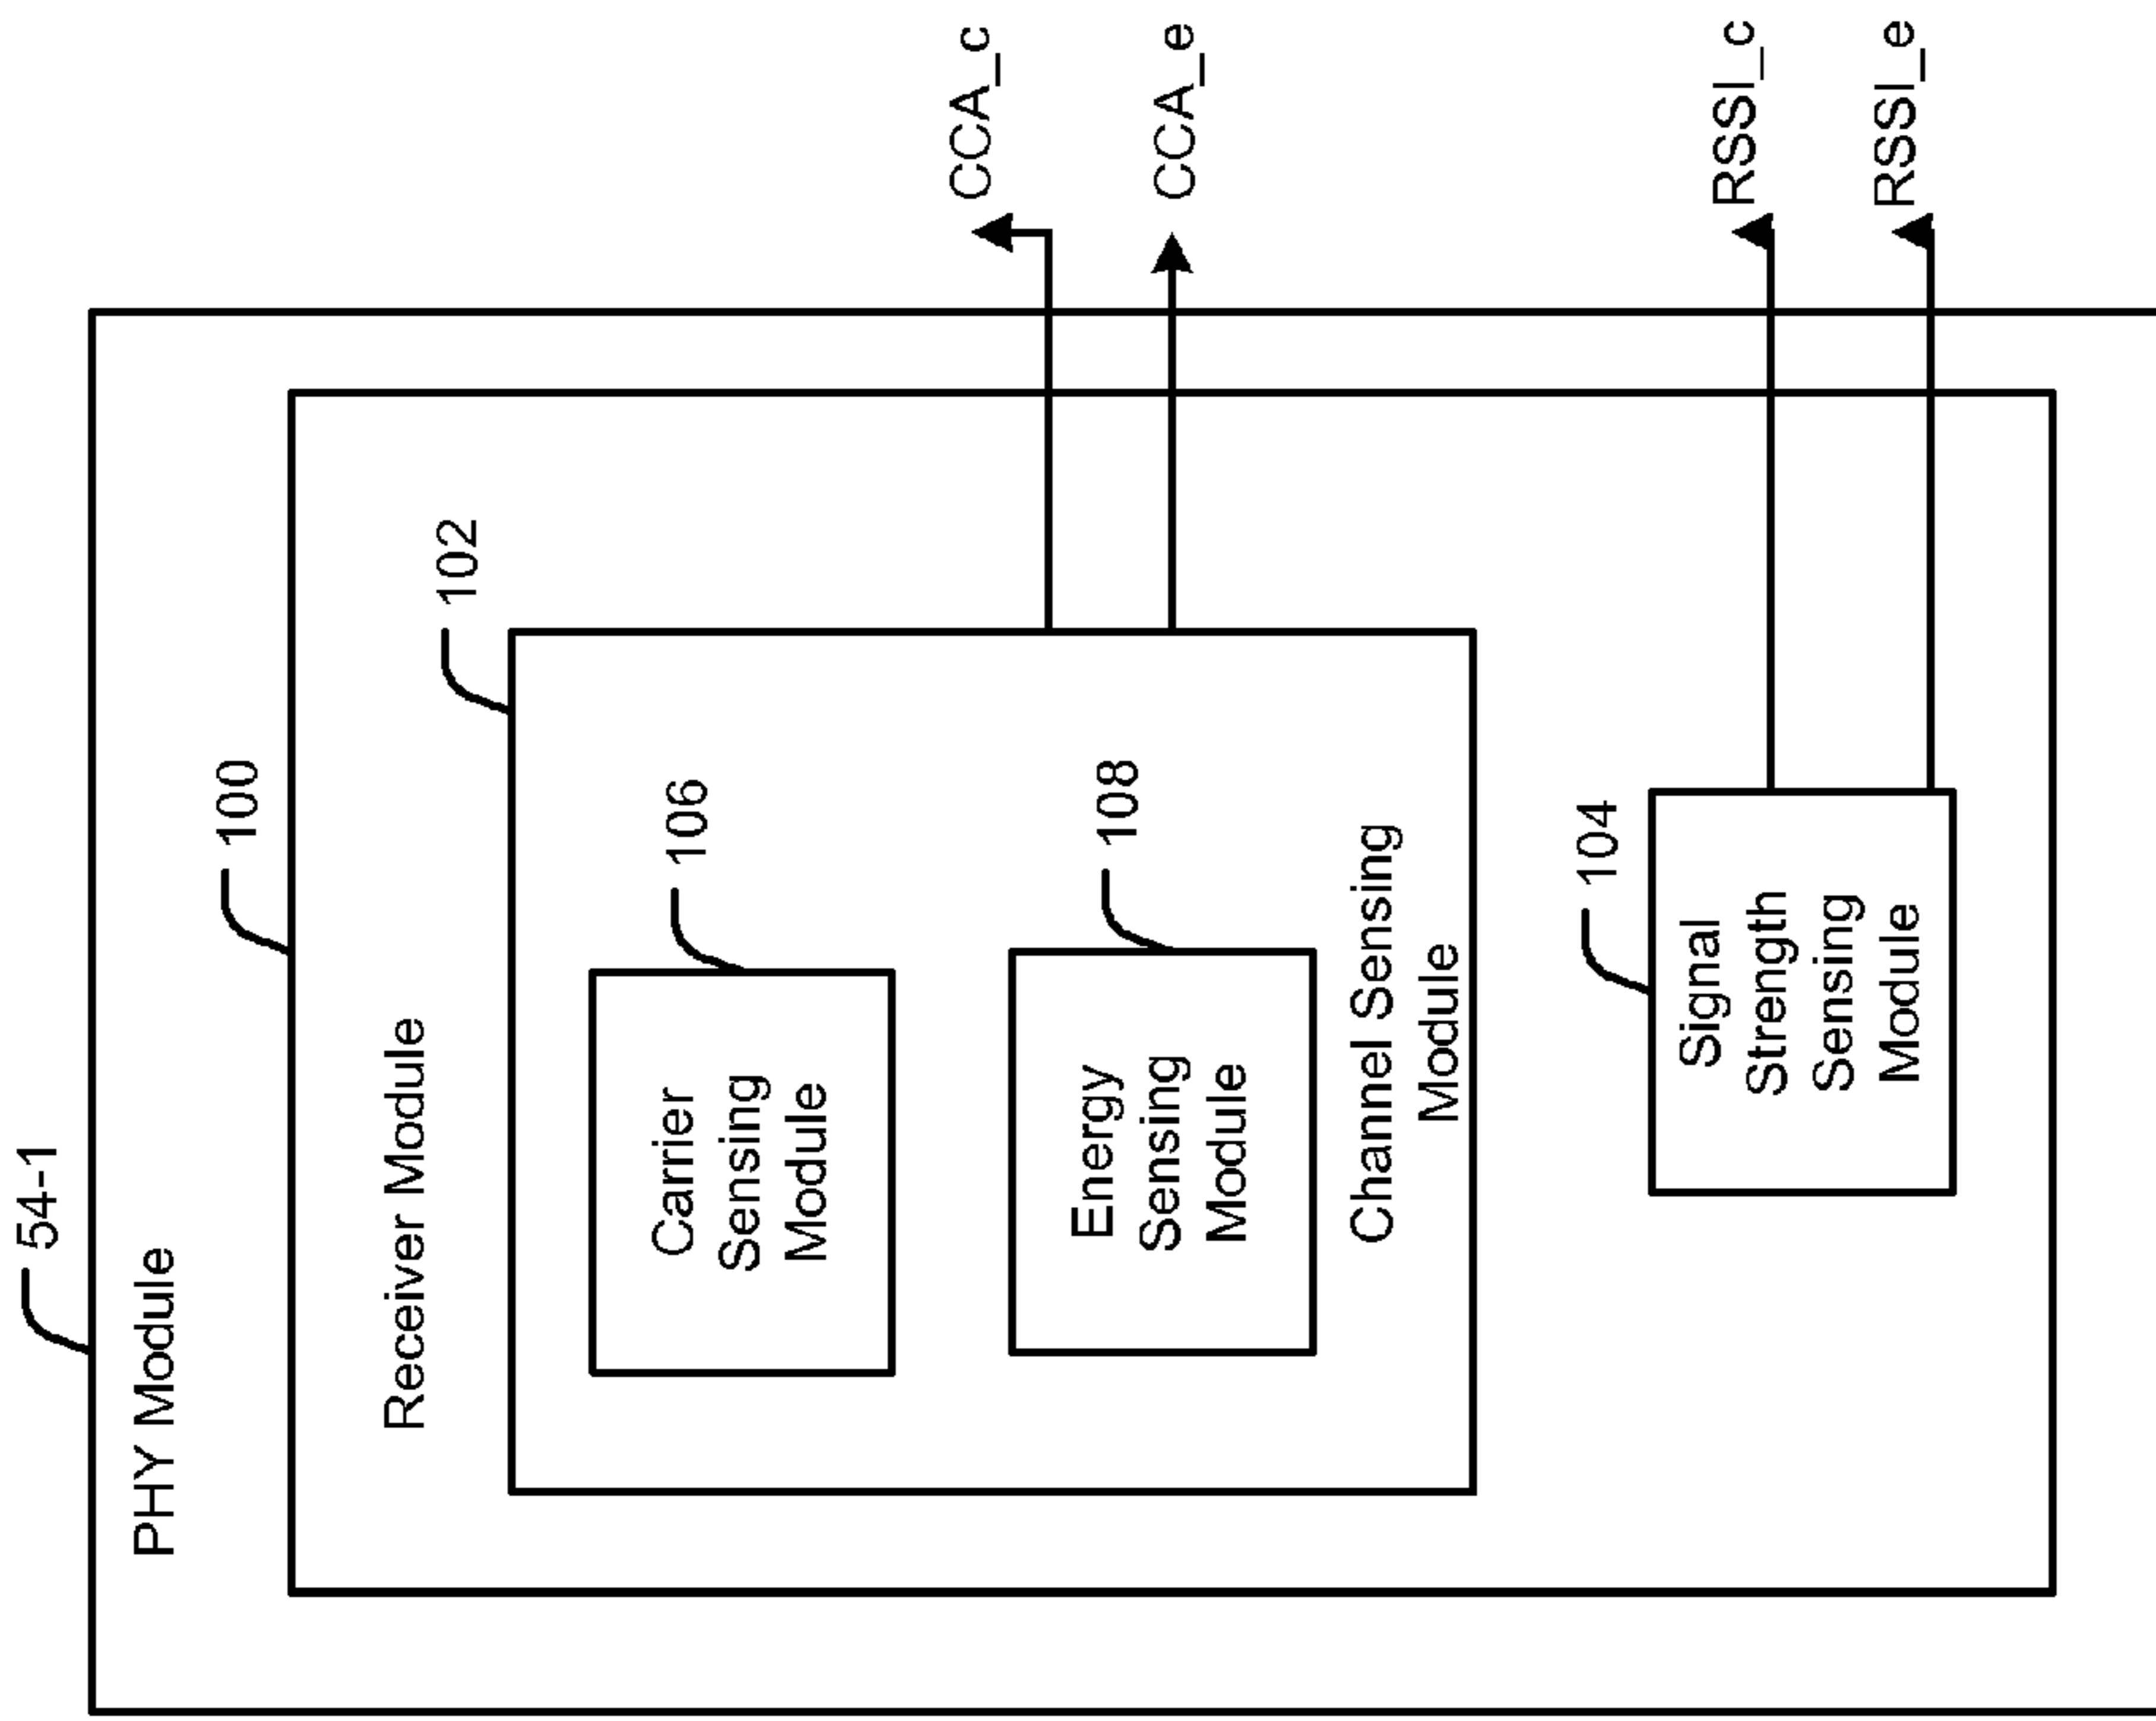 54-1
PHY Module
100
Receiver Module
102
CCA_c
CCA_e
106
Carrier
Sensing
Module
108
Energy
Sensing
Module
Channel Sensing
Module
104
Signal
Strength
Sensing
Module
RSSI_c
RSSI_e